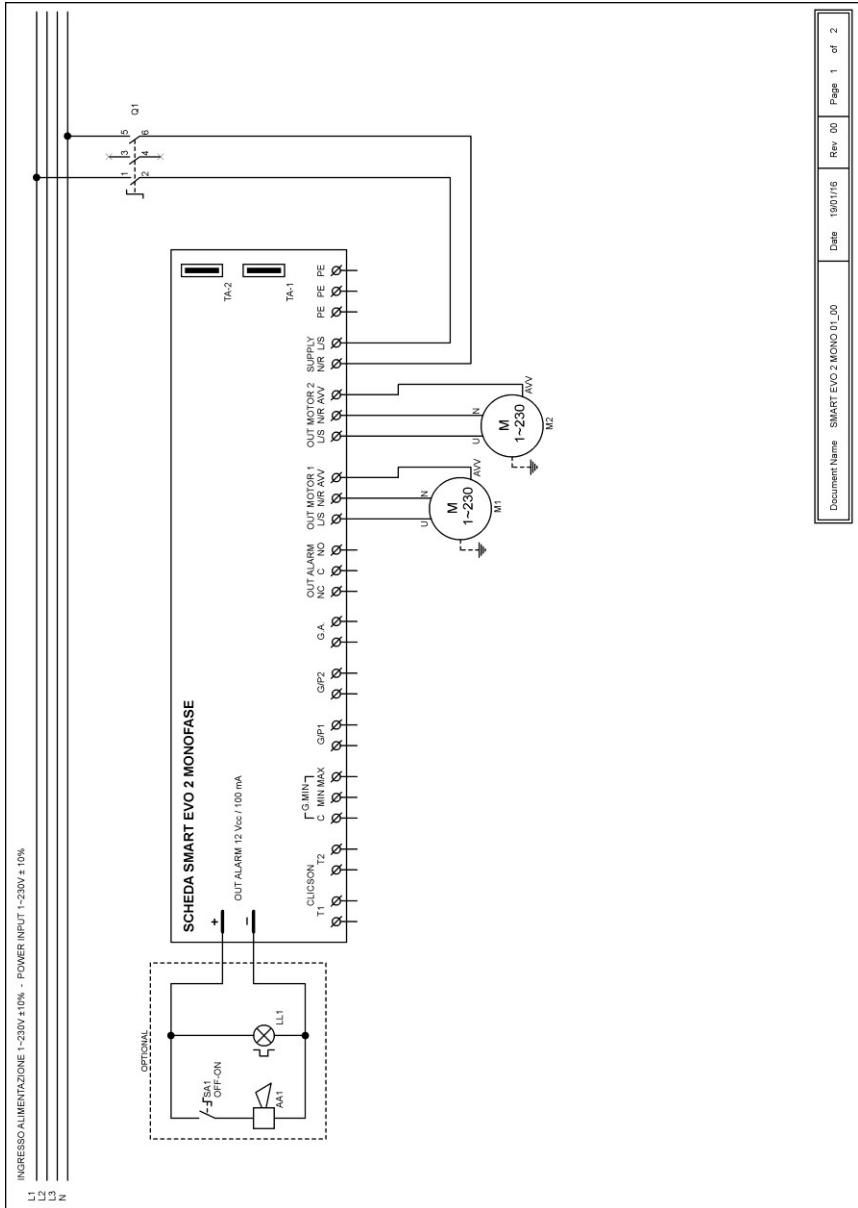 INGRESSO ALIMENTAZIONE 1~230V ±10% - POWER INPUT 1~230V ± 10%
L1
L2
L3
N
Q1
1 3 5
2 4 6
OPTIONAL
SA1
OFF-ON
AA1
LL1
SCHEDA SMART EVO 2 MONOFASE
+
-
OUT ALARM 12 Vcc / 100 mA
TA-2
TA-1
CLICSON
T1 T2
G.MIN
C MIN MAX
G/P1
G/P2
G.A
OUT ALARM
NC C NO
OUT MOTOR 1
L/S N/R AVV
OUT MOTOR 2
L/S N/R AVV
SUPPLY
N/R L/S
PE PE PE
U N AVV
M
1~230
M1
U N AVV
M
1~230
M2
Document Name SMART EVO 2 MONO 01_00 Date 19/01/16 Rev 00 Page 1 of 2